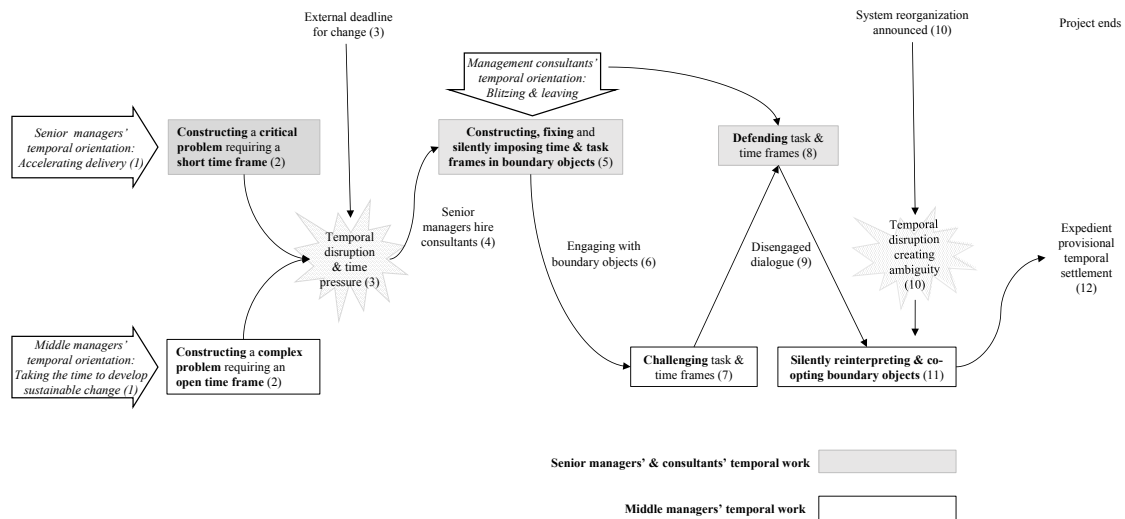 External deadline
for change (3)
System reorganization
announced (10)
Project ends
Management consultants’
temporal orientation:
Blitzing & leaving
Senior managers’
temporal orientation:
Accelerating delivery (1)
Constructing a critical
problem requiring a
short time frame (2)
Constructing, fixing and
silently imposing time & task
frames in boundary objects
(5)
Defending task &
time frames (8)
Temporal
disruption
& time
pressure (3)
Senior
managers hire
consultants (4)
Engaging with
boundary objects (6)
Disengaged
dialogue (9)
Temporal
disruption
creating
ambiguity
(10)
Expedient
provisional
temporal
settlement
(12)
Middle managers’
temporal orientation:
Taking the time to develop
sustainable change (1)
Constructing a complex
problem requiring an
open time frame (2)
Challenging task &
time frames (7)
Silently reinterpreting & co-
opting boundary objects (11)
Senior managers’ & consultants’ temporal work
Middle managers’ temporal work